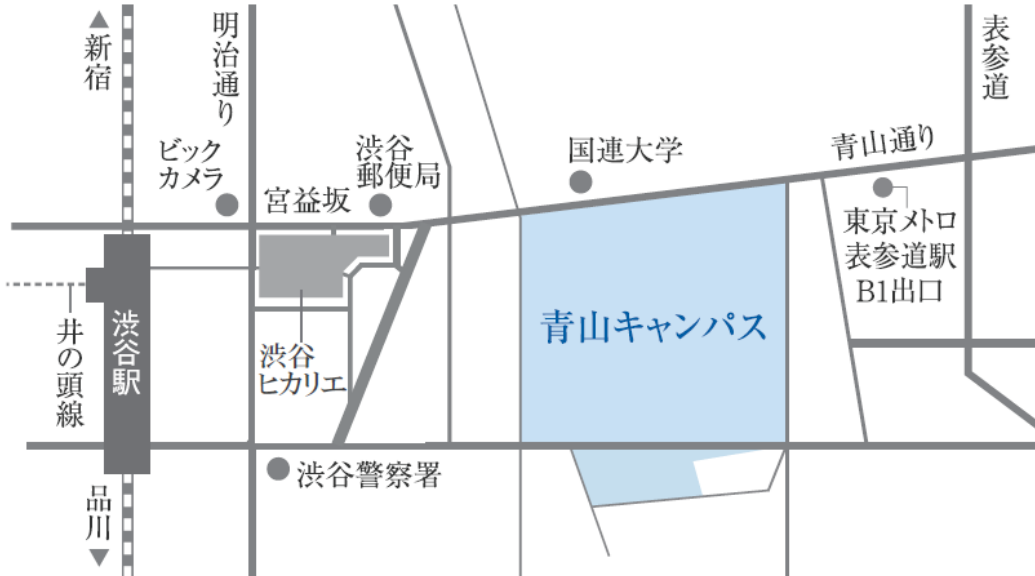 ▲
新宿
明治通り
表参道
ビック
カメラ
渋谷
郵便局
宮益坂
国連大学
青山通り
東京メトロ
表参道駅
B1出口
青山キャンパス
井の頭線
渋谷駅
渋谷
ヒカリエ
渋谷警察署
品川
▼